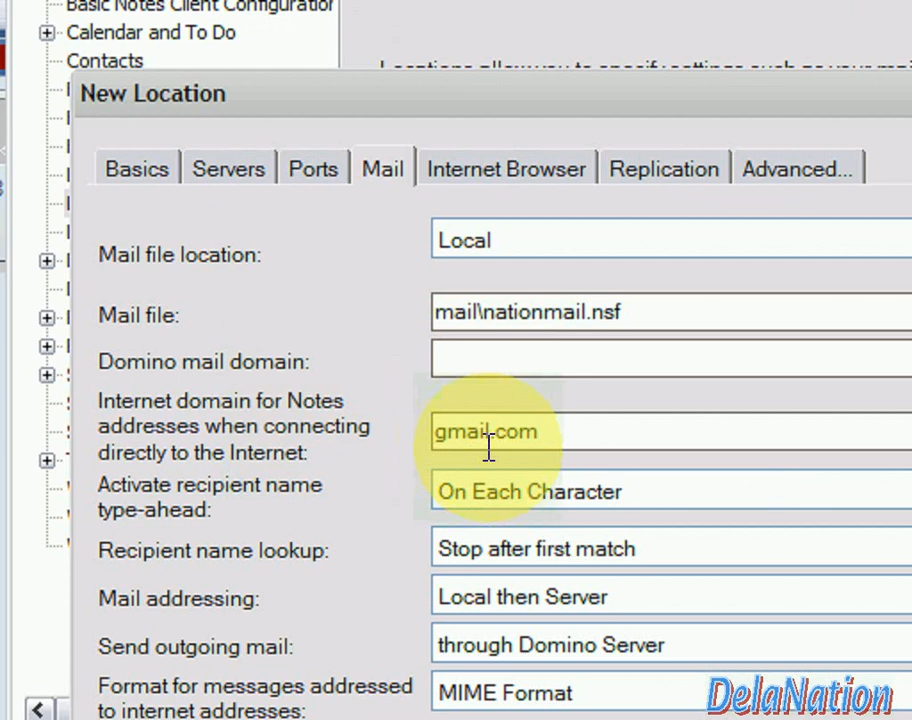 Basic Notes Client Configuration
Calendar and To Do
Contacts
New Location
Basics Servers Ports Mail Internet Browser Replication Advanced...
Mail file location: Local
Mail file: mail\nationmail.nsf
Domino mail domain:
Internet domain for Notes
addresses when connecting
directly to the Internet: gmail.com
Activate recipient name
type-ahead: On Each Character
Recipient name lookup: Stop after first match
Mail addressing: Local then Server
Send outgoing mail: through Domino Server
Format for messages addressed
to internet addresses: MIME Format
DelaNation